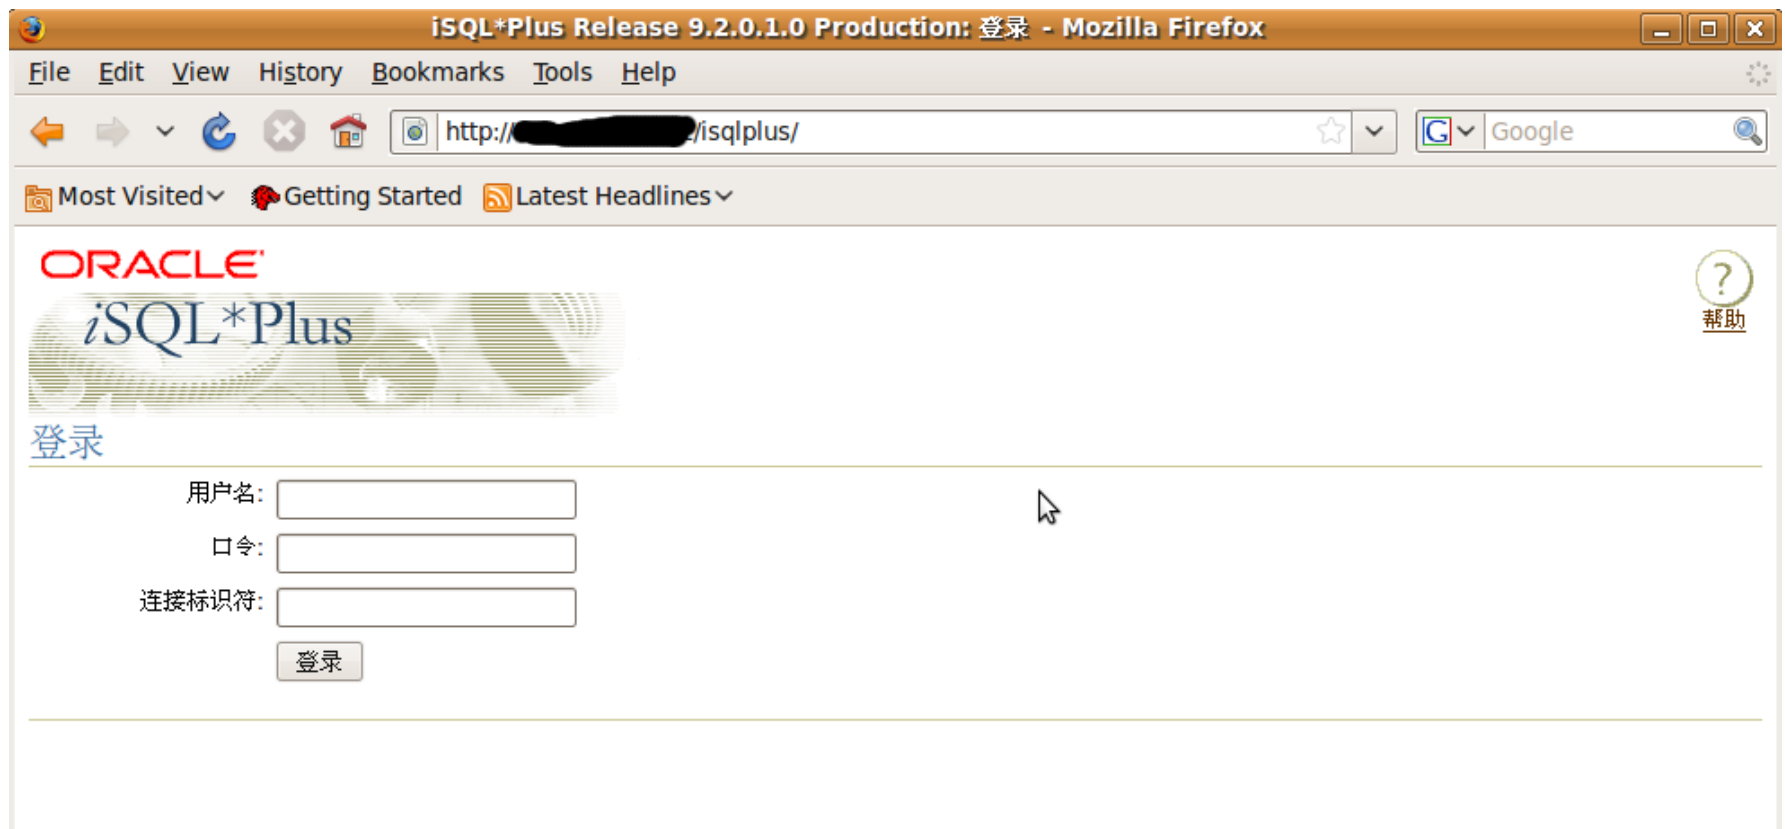 iSQL*Plus Release 9.2.0.1.0 Production: 登录 - Mozilla Firefox
File Edit View History Bookmarks Tools Help
http:// /isqlplus/ Google
Most Visited Getting Started Latest Headlines
ORACLE
iSQL*Plus
帮助
登录
用户名:
口令:
连接标识符:
登录